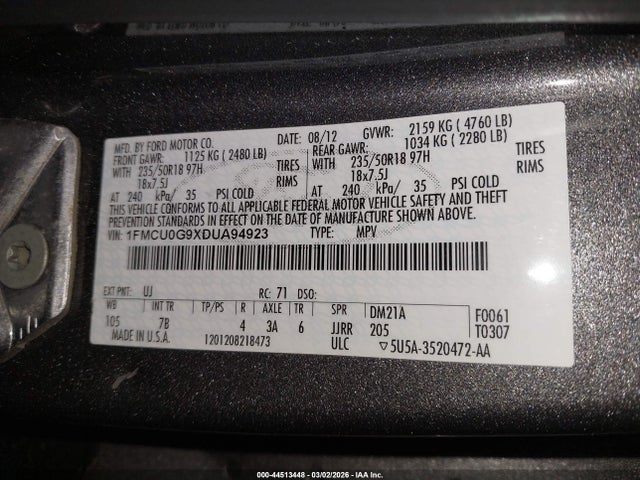 MFD. BY FORD MOTOR CO. DATE: 08/12 GVWR: 2159 KG ( 4760 LB)
FRONT GAWR: 1125 KG ( 2480 LB) REAR GAWR: 1034 KG ( 2280 LB)
WITH 235/50R18 97H TIRES WITH 235/50R18 97H TIRES
18x7.5J RIMS 18x7.5J RIMS
AT 240 kPa/ 35 PSI COLD AT 240 kPa/ 35 PSI COLD
THIS VEHICLE CONFORMS TO ALL APPLICABLE FEDERAL MOTOR VEHICLE SAFETY AND THEFT
PREVENTION STANDARDS IN EFFECT ON THE DATE OF MANUFACTURE SHOWN ABOVE.
VIN: 1FMCU0G9XDUA94923 TYPE: MPV
EXT PNT: UJ RC: 71 DSO:
WB INT TR TP/PS R AXLE TR SPR DM21A F0061
105 7B 4 3A 6 JJRR 205 T0307
MADE IN U.S.A. 1201208218473 ULC ▽5U5A-3520472-AA
000-44513448 - 03/02/2026 - IAA Inc.